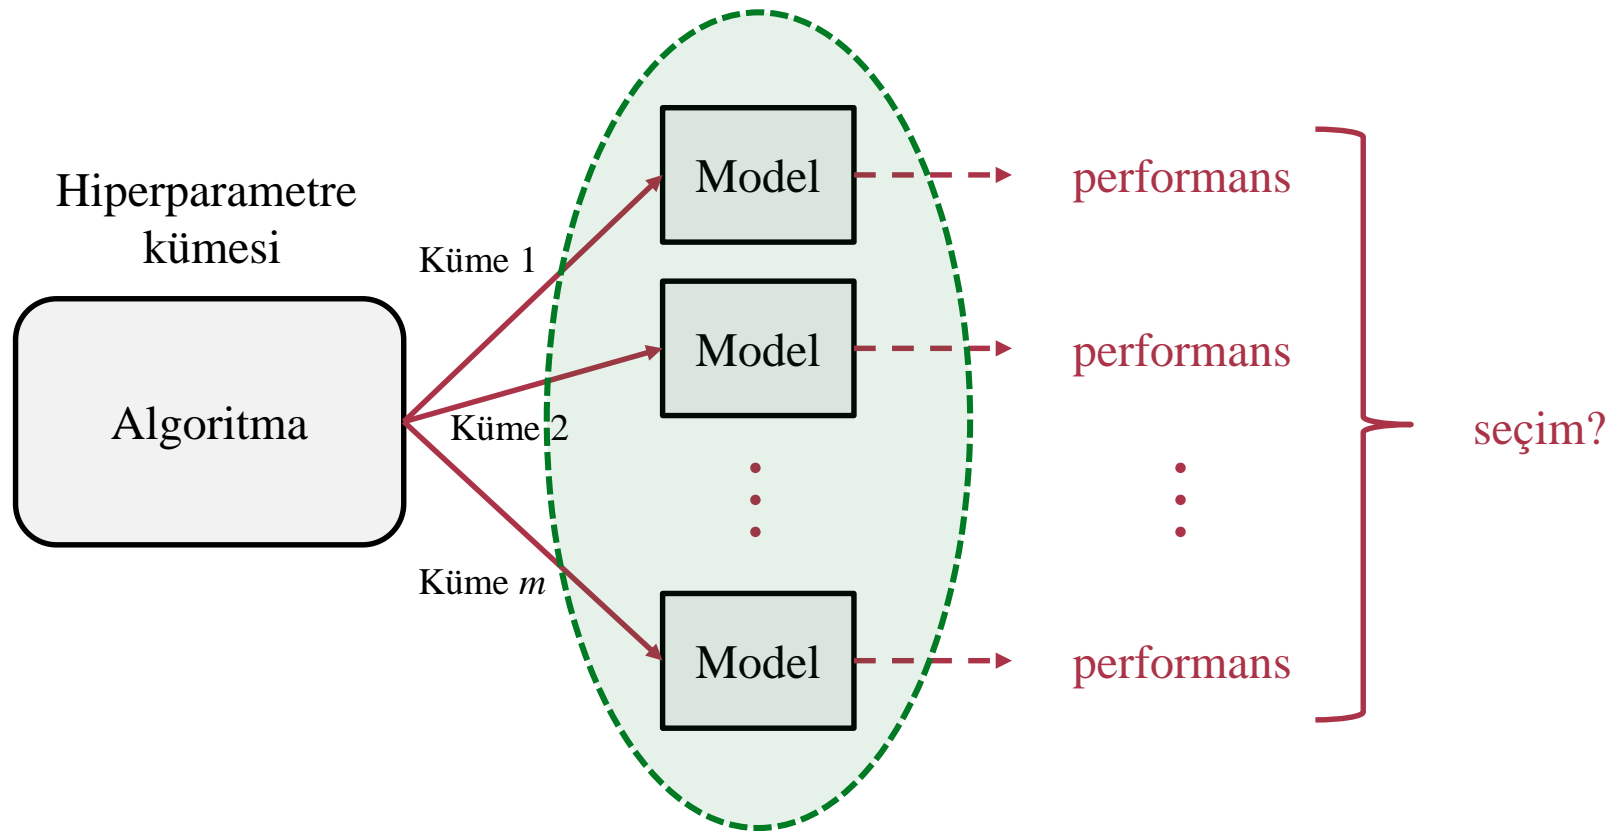 Hiperparametre
kümesi
Algoritma
Küme 1
Küme 2
Küme m
Model
performans
Model
performans
Model
performans
seçim?